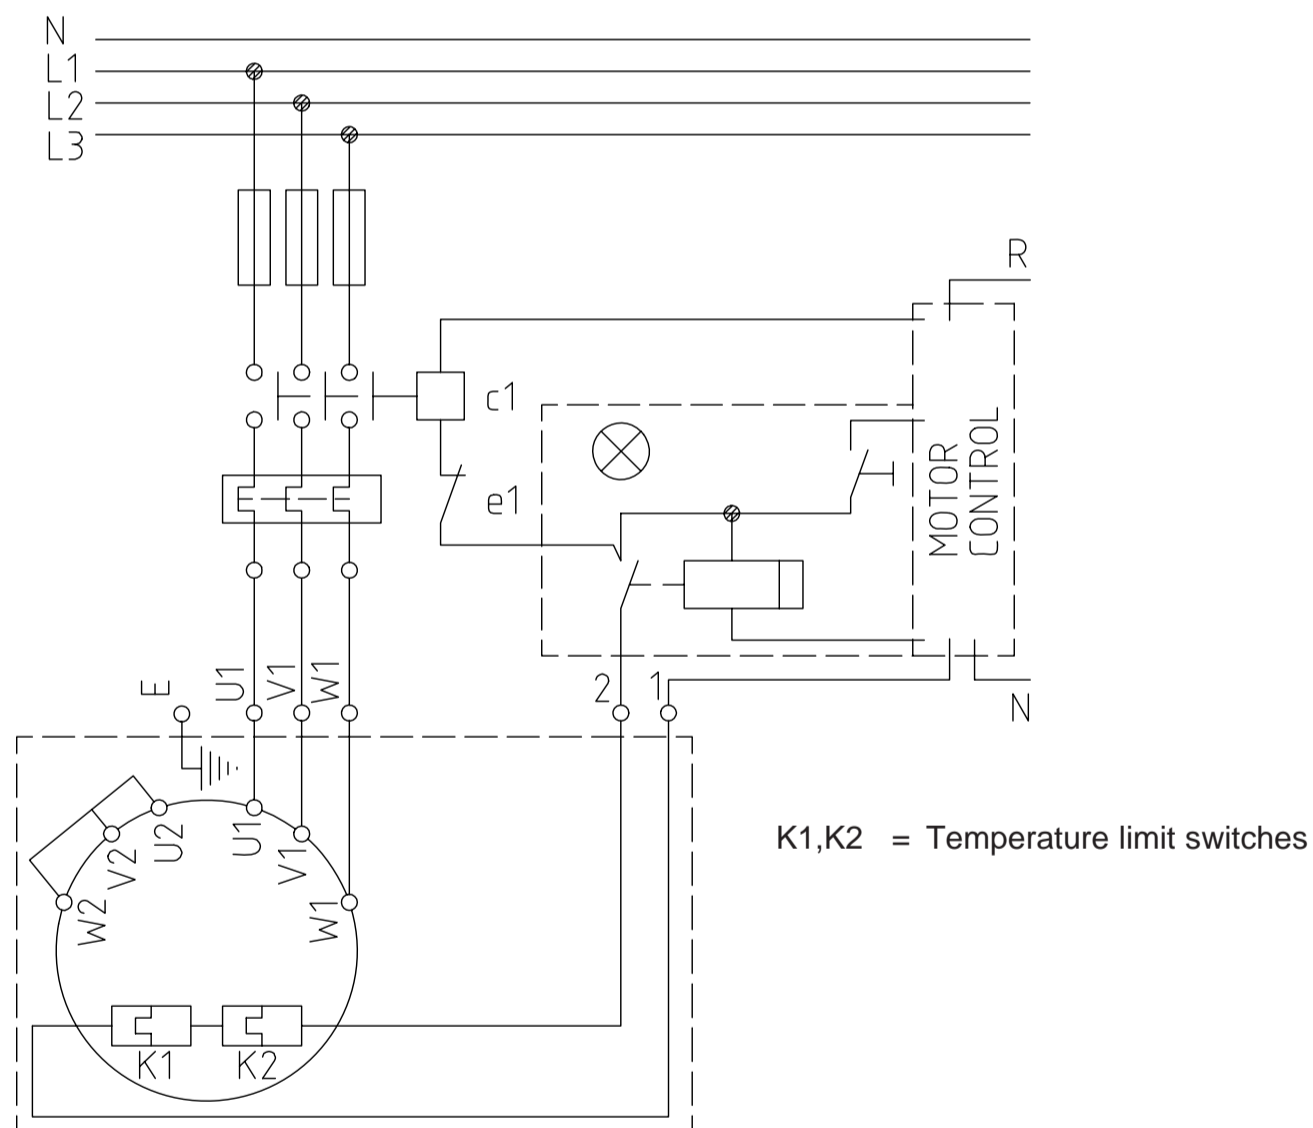 N
L1
L2
L3
R
c1
e1
MOTOR
CONTROL
E
U1
V1
W1
2
1
N
U2
U1
V2
V1
W2
W1
K1,K2 = Temperature limit switches
K1
K2